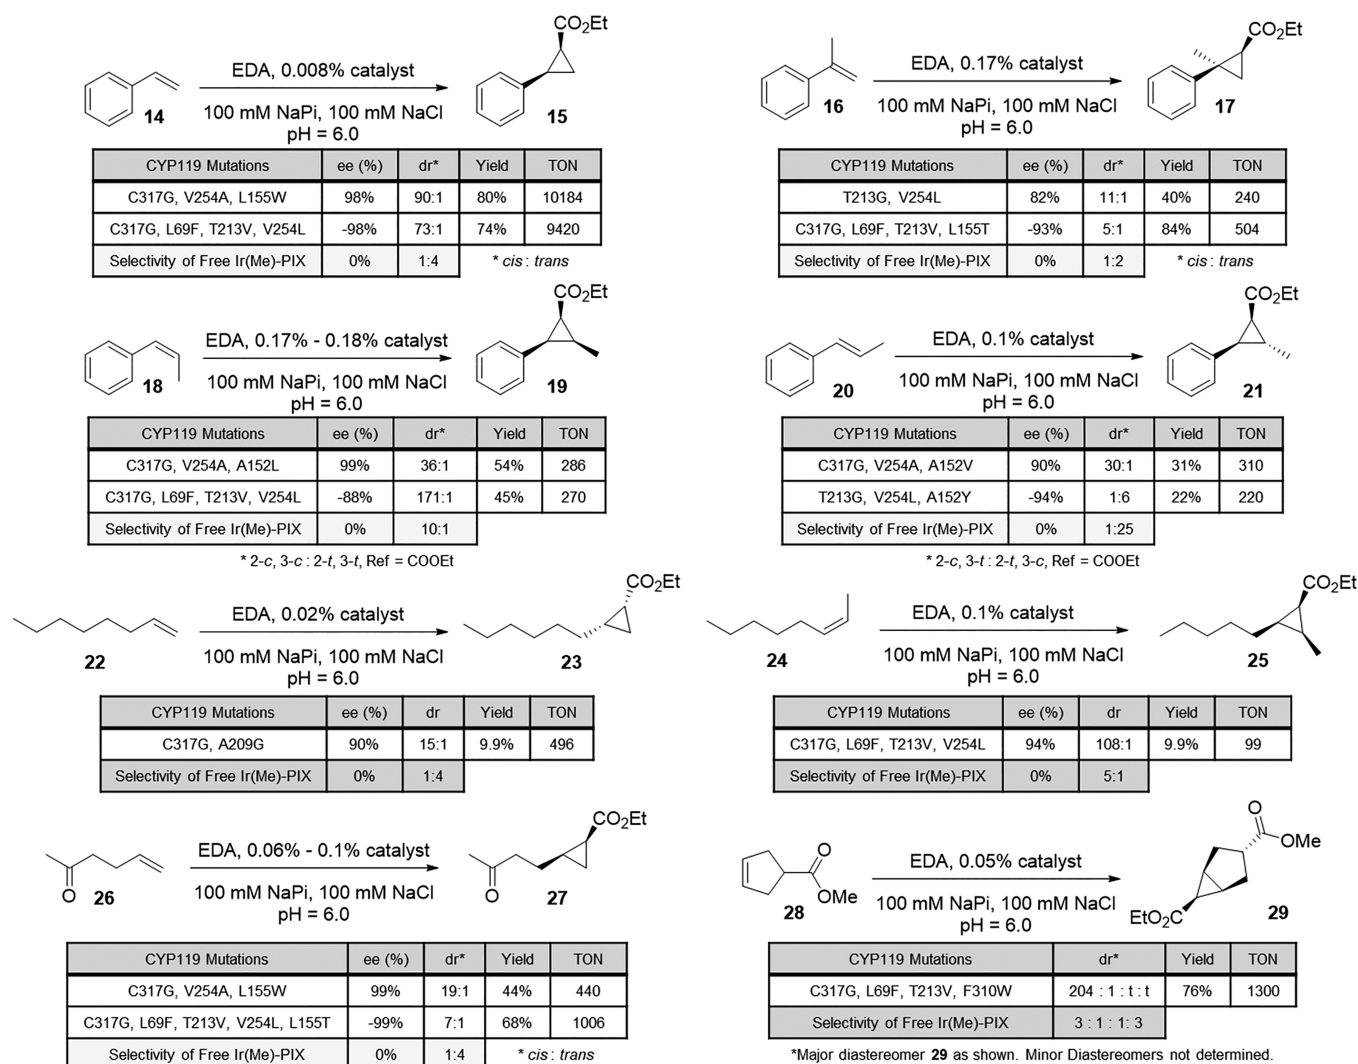 CO2Et
EDA, 0.008% catalyst
100 mM NaPi, 100 mM NaCl
pH = 6.0
14
15
CYP119 Mutations ee (%) dr* Yield TON
C317G, V254A, L155W 98% 90:1 80% 10184
C317G, L69F, T213V, V254L -98% 73:1 74% 9420
Selectivity of Free Ir(Me)-PIX 0% 1:4 * cis : trans
CO2Et
EDA, 0.17% catalyst
100 mM NaPi, 100 mM NaCl
pH = 6.0
16
17
CYP119 Mutations ee (%) dr* Yield TON
T213G, V254L 82% 11:1 40% 240
C317G, L69F, T213V, L155T -93% 5:1 84% 504
Selectivity of Free Ir(Me)-PIX 0% 1:2 * cis : trans
CO2Et
EDA, 0.17% - 0.18% catalyst
100 mM NaPi, 100 mM NaCl
pH = 6.0
18
19
CYP119 Mutations ee (%) dr* Yield TON
C317G, V254A, A152L 99% 36:1 54% 286
C317G, L69F, T213V, V254L -88% 171:1 45% 270
Selectivity of Free Ir(Me)-PIX 0% 10:1
* 2-c, 3-c : 2-t, 3-t, Ref = COOEt
CO2Et
EDA, 0.1% catalyst
100 mM NaPi, 100 mM NaCl
pH = 6.0
20
21
CYP119 Mutations ee (%) dr* Yield TON
C317G, V254A, A152V 90% 30:1 31% 310
T213G, V254L, A152Y -94% 1:6 22% 220
Selectivity of Free Ir(Me)-PIX 0% 1:25
* 2-c, 3-t : 2-t, 3-c, Ref = COOEt
CO2Et
EDA, 0.02% catalyst
100 mM NaPi, 100 mM NaCl
pH = 6.0
22
23
CYP119 Mutations ee (%) dr Yield TON
C317G, A209G 90% 15:1 9.9% 496
Selectivity of Free Ir(Me)-PIX 0% 1:4
CO2Et
EDA, 0.1% catalyst
100 mM NaPi, 100 mM NaCl
pH = 6.0
24
25
CYP119 Mutations ee (%) dr Yield TON
C317G, L69F, T213V, V254L 94% 108:1 9.9% 99
Selectivity of Free Ir(Me)-PIX 0% 5:1
CO2Et
EDA, 0.06% - 0.1% catalyst
100 mM NaPi, 100 mM NaCl
pH = 6.0
O
26
O
27
CYP119 Mutations ee (%) dr* Yield TON
C317G, V254A, L155W 99% 19:1 44% 440
C317G, L69F, T213V, V254L, L155T -99% 7:1 68% 1006
Selectivity of Free Ir(Me)-PIX 0% 1:4 * cis : trans
O
OMe
28
EDA, 0.05% catalyst
100 mM NaPi, 100 mM NaCl
pH = 6.0
O
OMe
EtO2C
29
CYP119 Mutations dr* Yield TON
C317G, L69F, T213V, F310W 204 : 1 : t : t 76% 1300
Selectivity of Free Ir(Me)-PIX 3 : 1 : 1 : 3
*Major diastereomer 29 as shown. Minor Diastereomers not determined.